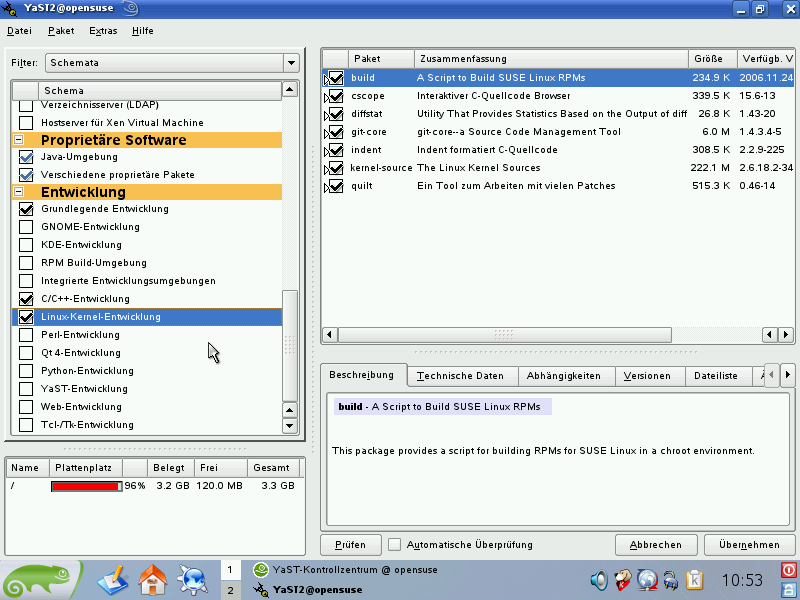 YaST2@opensuse
Datei Paket Extras Hilfe
Filter: Schemata
Schema
Verzeichnisserver (LDAP)
Hostserver für Xen Virtual Machine
Proprietäre Software
Java-Umgebung
Verschiedene proprietäre Pakete
Entwicklung
Grundlegende Entwicklung
GNOME-Entwicklung
KDE-Entwicklung
RPM Build-Umgebung
Integrierte Entwicklungsumgebungen
C/C++-Entwicklung
Linux-Kernel-Entwicklung
Perl-Entwicklung
Qt 4-Entwicklung
Python-Entwicklung
YaST-Entwicklung
Web-Entwicklung
Tcl-/Tk-Entwicklung
Name Plattenplatz Belegt Frei Gesamt
/ 96% 3.2 GB 120.0 MB 3.3 GB
Paket Zusammenfassung Größe Verfügb. V
build A Script to Build SUSE Linux RPMs 234.9 K 2006.11.24
cscope Interaktiver C-Quellcode Browser 339.5 K 15.6-13
diffstat Utility That Provides Statistics Based on the Output of diff 26.8 K 1.43-20
git-core git-core--a Source Code Management Tool 6.0 M 1.4.3.4-5
indent Indent formatiert C-Quellcode 308.5 K 2.2.9-225
kernel-source The Linux Kernel Sources 222.1 M 2.6.18.2-34
quilt Ein Tool zum Arbeiten mit vielen Patches 515.3 K 0.46-14
Beschreibung Technische Daten Abhängigkeiten Versionen Dateiliste
build - A Script to Build SUSE Linux RPMs
This package provides a script for building RPMs for SUSE Linux in a chroot environment.
Prüfen Automatische Überprüfung Abbrechen Übernehmen
1 YaST-Kontrollzentrum @ opensuse
2 YaST2@opensuse
10:53